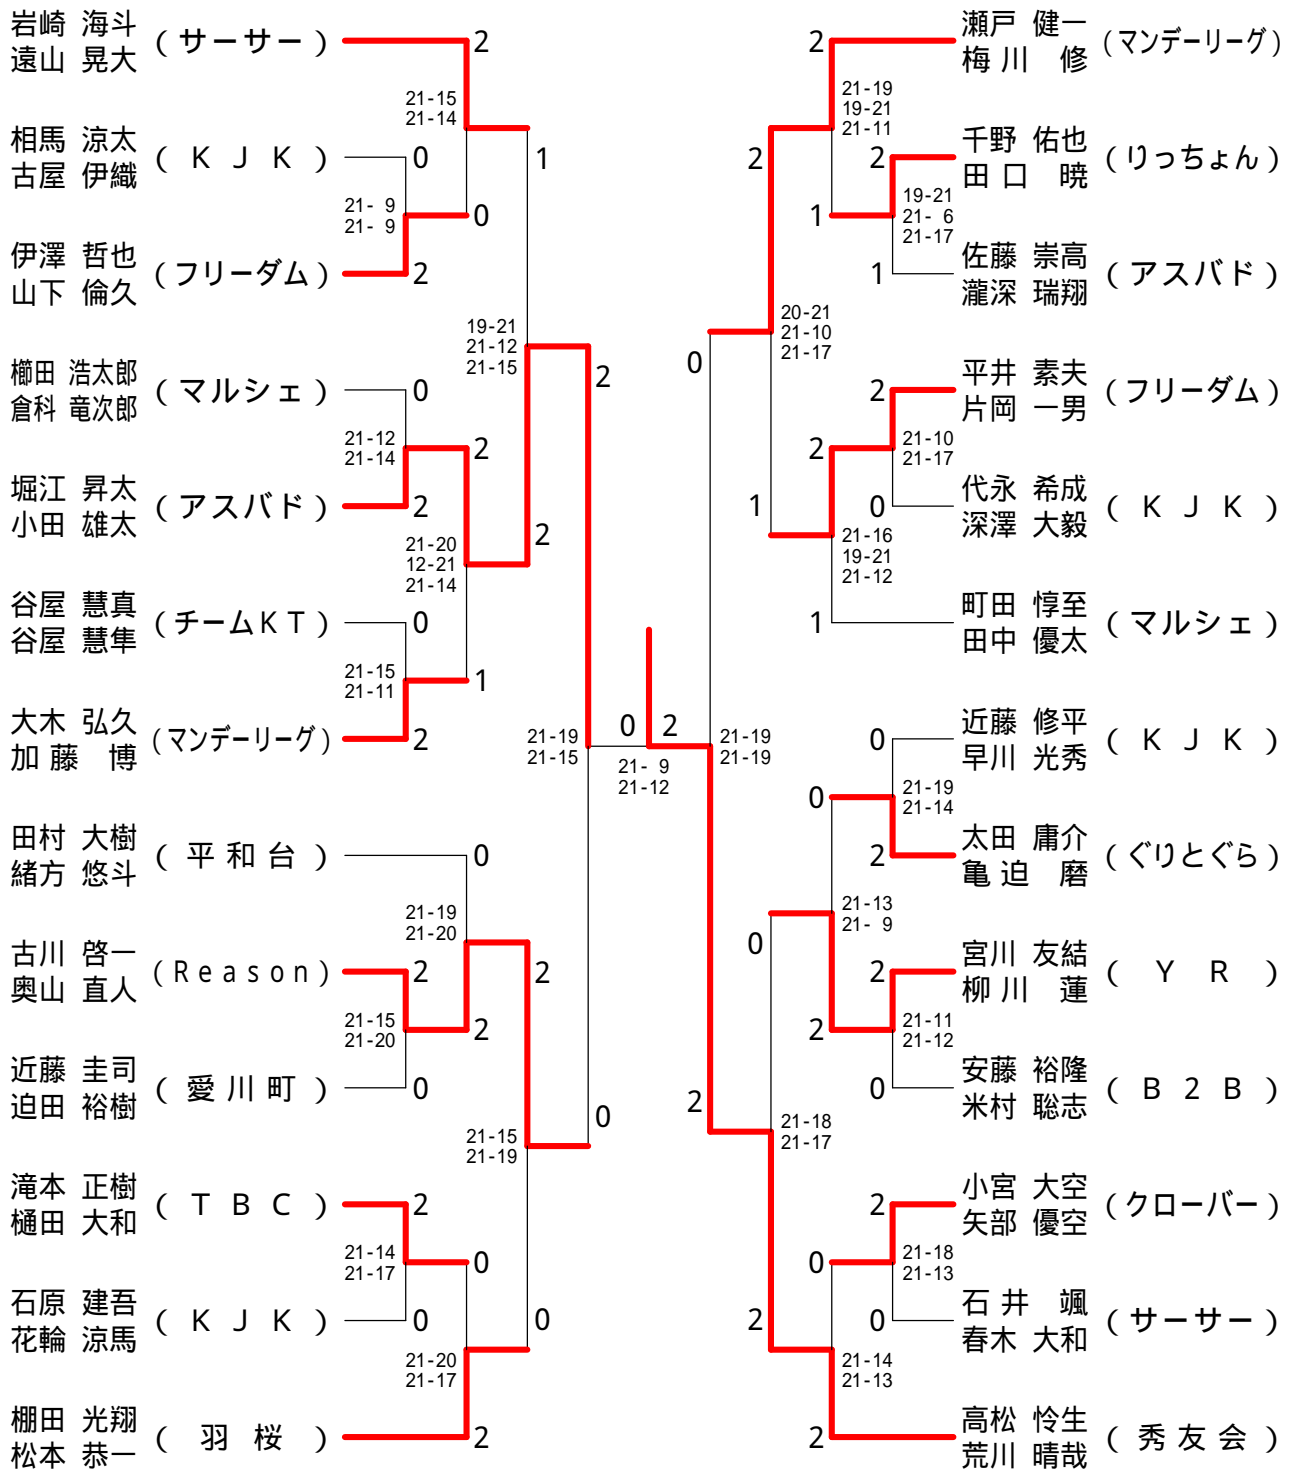 岩崎 海斗
遠山 晃大
(サーサー)
2
21-15
21-14
相馬 涼太
古屋 伊織
(KJK)
0
1
21- 9
21- 9
0
伊澤 哲也
山下 倫久
(フリーダム)
2
19-21
21-12
21-15
2
櫛田 浩太郎
倉科 竜次郎
(マルシェ)
0
21-12
21-14
2
堀江 昇太
小田 雄太
(アスバド)
2
2
21-20
12-21
21-14
谷屋 慧真
谷屋 慧隼
(チームKT)
0
21-15
21-11
1
大木 弘久
加藤 博
(マンデーリーグ)
2
21-19
21-15
0
2
21- 9
21-12
田村 大樹
緒方 悠斗
(平和台)
0
21-19
21-20
古川 啓一
奥山 直人
(Reason)
2
2
21-15
21-20
2
近藤 圭司
迫田 裕樹
(愛川町)
0
0
21-15
21-19
滝本 正樹
樋田 大和
(TBC)
2
21-14
21-17
0
石原 建吾
花輪 涼馬
(KJK)
0
0
21-20
21-17
棚田 光翔
松本 恭一
(羽桜)
2
2
瀬戸 健一
梅川 修
(マンデーリーグ)
21-19
19-21
21-11
2
2
千野 佑也
田口 暁
(りっちょん)
19-21
21- 6
21-17
1
1
佐藤 崇高
瀧深 瑞翔
(アスバド)
20-21
21-10
21-17
0
2
平井 素夫
片岡 一男
(フリーダム)
2
21-10
21-17
1
0
代永 希成
深澤 大毅
(KJK)
21-16
19-21
21-12
1
町田 惇至
田中 優太
(マルシェ)
21-19
21-19
0
近藤 修平
早川 光秀
(KJK)
0
21-19
21-14
2
太田 庸介
亀迫 磨
(ぐりとぐら)
21-13
21- 9
0
2
宮川 友結
柳川 蓮
(YR)
2
21-11
21-12
0
安藤 裕隆
米村 聡志
(B2B)
2
21-18
21-17
2
小宮 大空
矢部 優空
(クローバー)
0
21-18
21-13
2
0
石井 颯
春木 大和
(サーサー)
21-14
21-13
2
高松 怜生
荒川 晴哉
(秀友会)